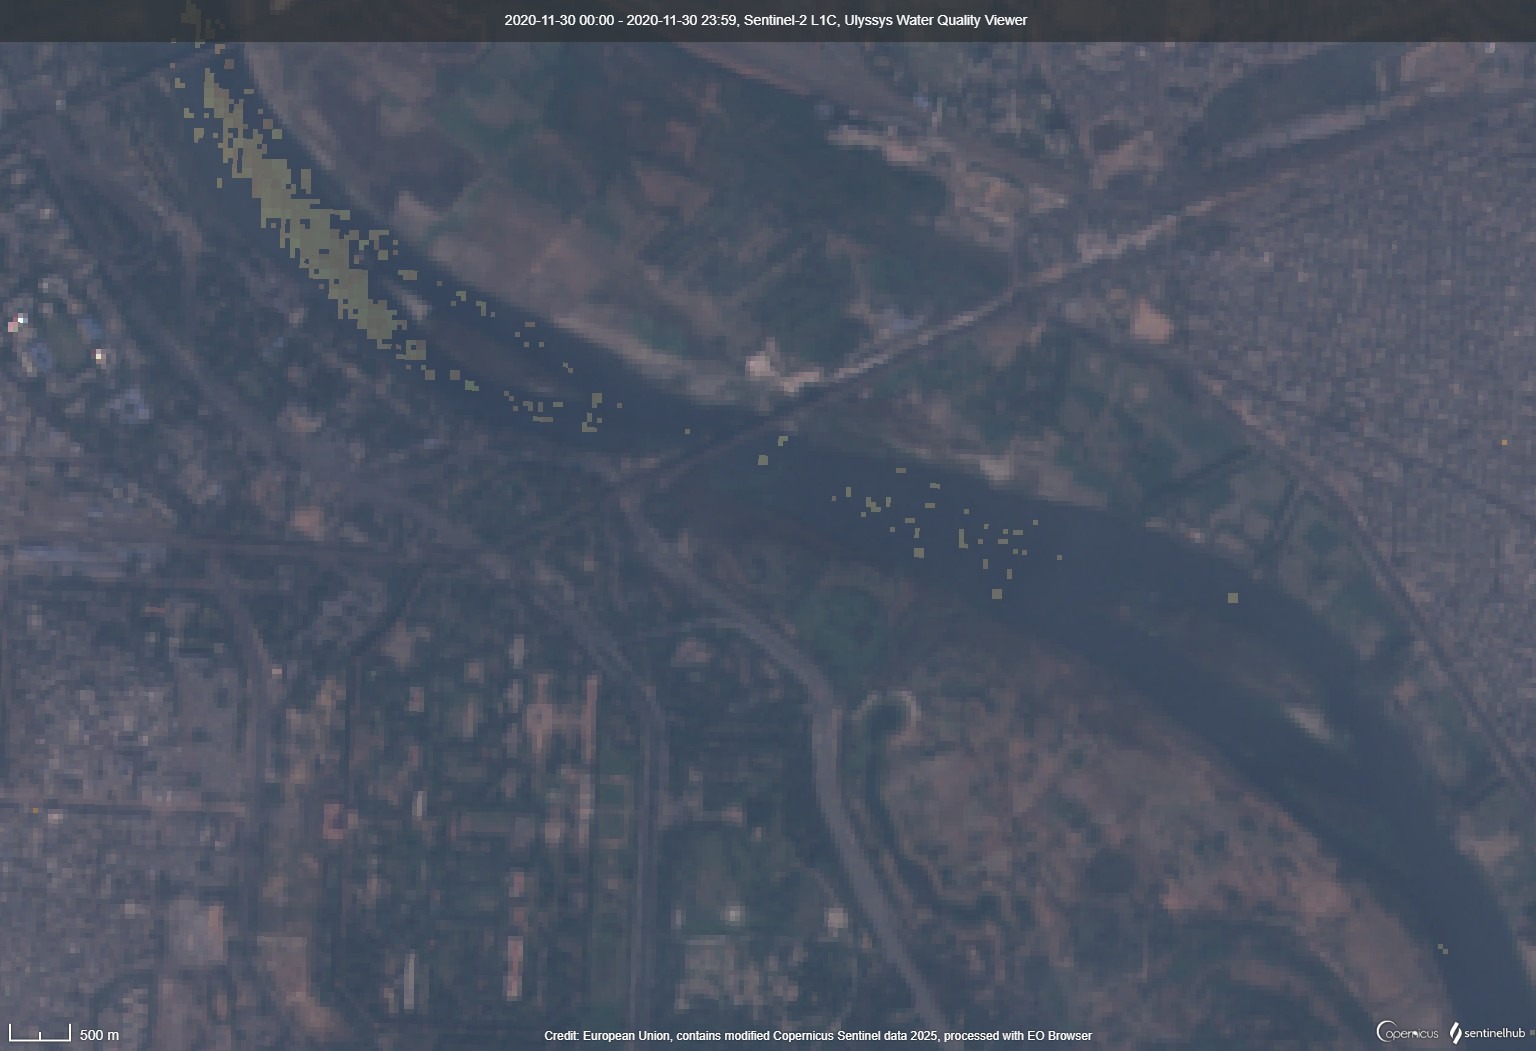 2020-11-30 00:00 - 2020-11-30 23:59, Sentinel-2 L1C, Ulyssys Water Quality Viewer
500 m
Credit: European Union, contains modified Copernicus Sentinel data 2025, processed with EO Browser
Copernicus
sentinelhub